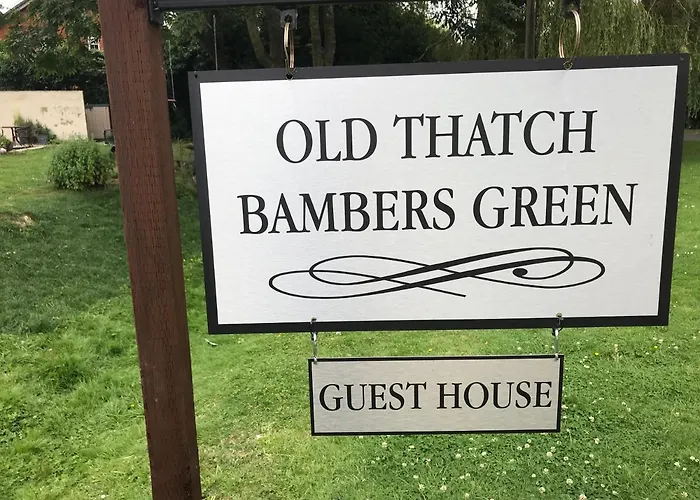 OLD THATCH
BAMBERS GREEN
GUEST HOUSE